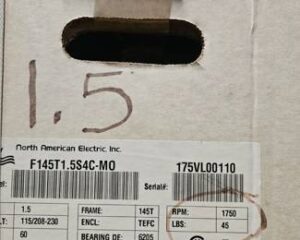 1.5
North American Electric, Inc.
F145T1.5S4C-MO 175VL00110
Serial#:
1.5 FRAME: 145T RPM: 1750
LT: 115/208-230 ENCL: TEFC LBS: 45
60 BEARING DE: 6205